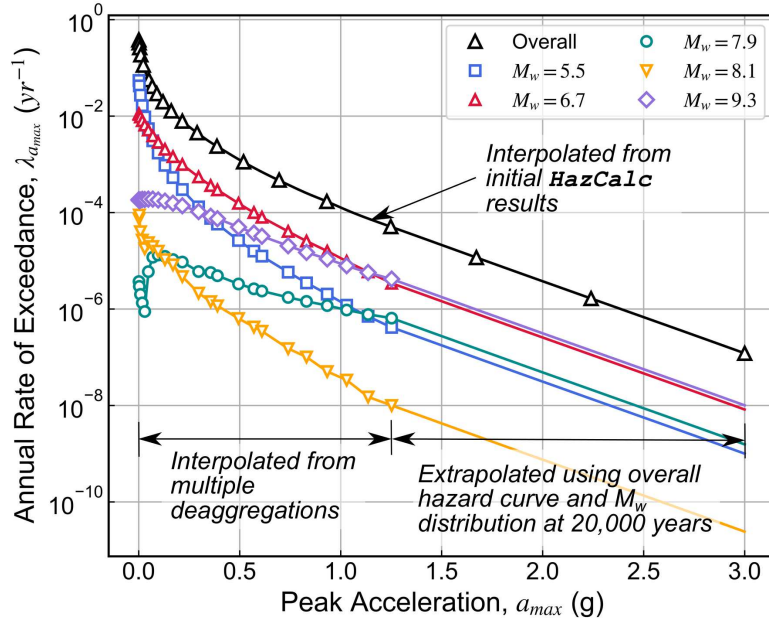 Annual Rate of Exceedance, λ_{a_{max}} (yr⁻¹)
10⁰
10⁻²
10⁻⁴
10⁻⁶
10⁻⁸
10⁻¹⁰
Overall
M_w = 5.5
M_w = 6.7
M_w = 7.9
M_w = 8.1
M_w = 9.3
Interpolated from
initial HazCalc
results
Interpolated from
multiple
deaggregations
Extrapolated using overall
hazard curve and M_w
distribution at 20,000 years
0.0 0.5 1.0 1.5 2.0 2.5 3.0
Peak Acceleration, a_{max} (g)